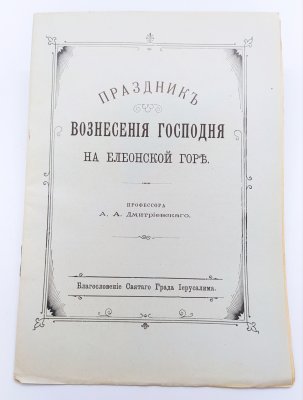 ПРАЗДНИКЪ
ВОЗНЕСЕНІЯ ГОСПОДНЯ
НА ЕЛЕОНСКОЙ ГОРѢ.
ПРОФЕССОРА
А. А. Дмитріевскаго.
Благословеніе Святаго Града Іерусалима.